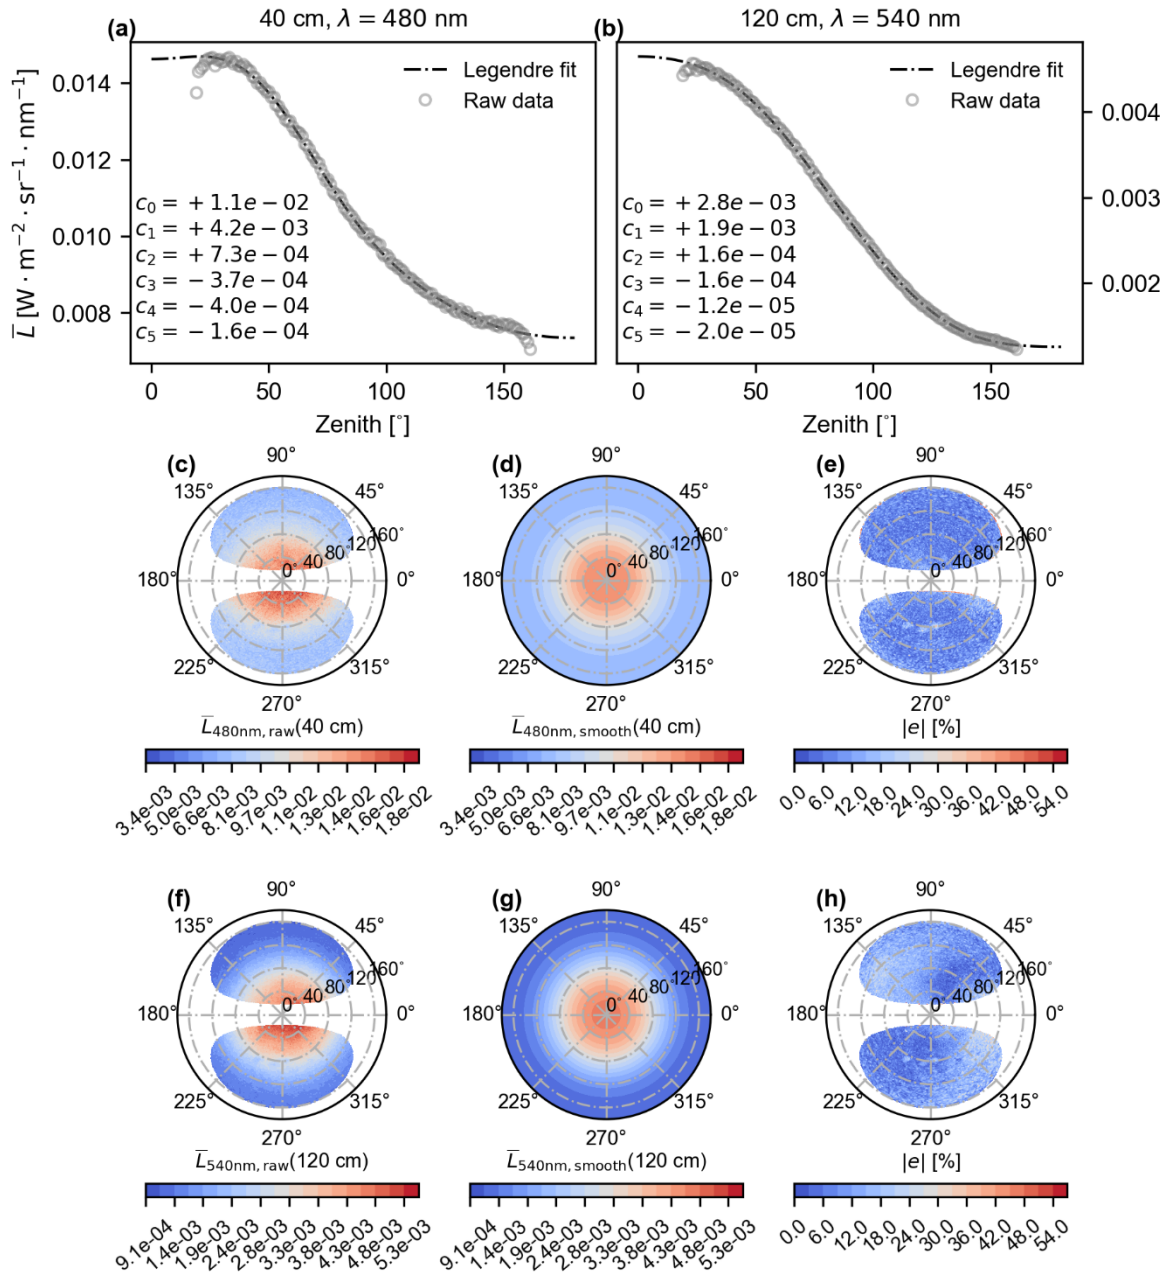 (a) 40 cm, λ = 480 nm
(b) 120 cm, λ = 540 nm
L̅ [W · m⁻² · sr⁻¹ · nm⁻¹]
0.014
0.012
0.010
0.008
Legendre fit
Raw data
c₀ = + 1.1e − 02
c₁ = + 4.2e − 03
c₂ = + 7.3e − 04
c₃ = − 3.7e − 04
c₄ = − 4.0e − 04
c₅ = − 1.6e − 04
0 50 100 150
Zenith [°]
Legendre fit
Raw data
c₀ = + 2.8e − 03
c₁ = + 1.9e − 03
c₂ = + 1.6e − 04
c₃ = − 1.6e − 04
c₄ = − 1.2e − 05
c₅ = − 2.0e − 05
0.004
0.003
0.002
0 50 100 150
Zenith [°]
(c) 90°
135° 45°
180° 0°
0° 40 80 120 160°
225° 315°
270°
L̅480nm, raw(40 cm)
3.4e-03 5.0e-03 6.6e-03 8.1e-03 9.7e-03 1.1e-02 1.3e-02 1.4e-02 1.6e-02 1.8e-02
(d) 90°
135° 45°
180° 0°
0° 40 80 120 160°
225° 315°
270°
L̅480nm, smooth(40 cm)
3.4e-03 5.0e-03 6.6e-03 8.1e-03 9.7e-03 1.1e-02 1.3e-02 1.4e-02 1.6e-02 1.8e-02
(e) 90°
135° 45°
180° 0°
0° 40 80 120 160°
225° 315°
270°
|e| [%]
0.0 6.0 12.0 18.0 24.0 30.0 36.0 42.0 48.0 54.0
(f) 90°
135° 45°
180° 0°
0° 40 80 120 160°
225° 315°
270°
L̅540nm, raw(120 cm)
9.1e-04 1.4e-03 1.9e-03 2.4e-03 2.8e-03 3.3e-03 3.8e-03 4.3e-03 4.8e-03 5.3e-03
(g) 90°
135° 45°
180° 0°
0° 40 80 120 160°
225° 315°
270°
L̅540nm, smooth(120 cm)
9.1e-04 1.4e-03 1.9e-03 2.4e-03 2.8e-03 3.3e-03 3.8e-03 4.3e-03 4.8e-03 5.3e-03
(h) 90°
135° 45°
180° 0°
0° 40 80 120 160°
225° 315°
270°
|e| [%]
0.0 6.0 12.0 18.0 24.0 30.0 36.0 42.0 48.0 54.0